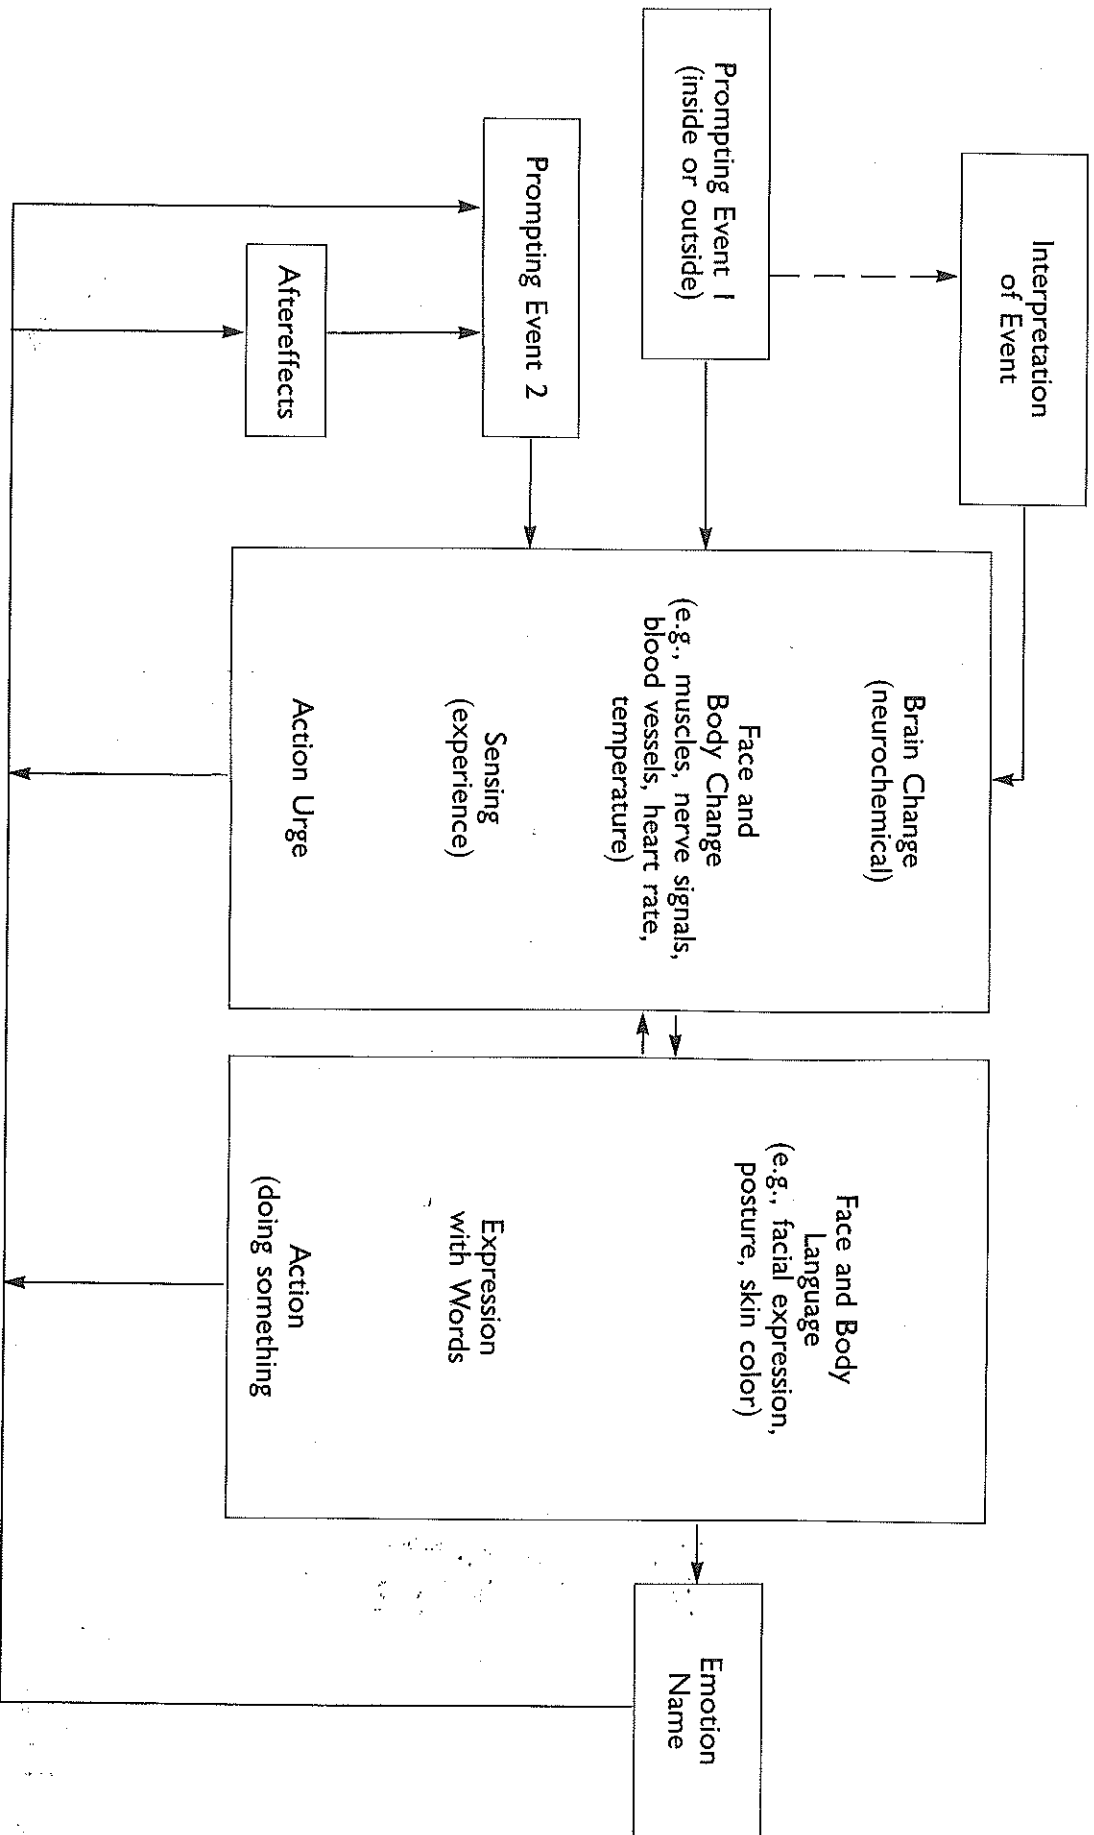 Interpretation
of Event
Prompting Event 1
(inside or outside)
Prompting Event 2
Aftereffects
Brain Change
(neurochemical)
Face and
Body Change
(e.g., muscles, nerve signals,
blood vessels, heart rate,
temperature)
Sensing
(experience)
Action Urge
Face and Body
Language
(e.g., facial expression,
posture, skin color)
Expression
with Words
Action
(doing something
Emotion
Name